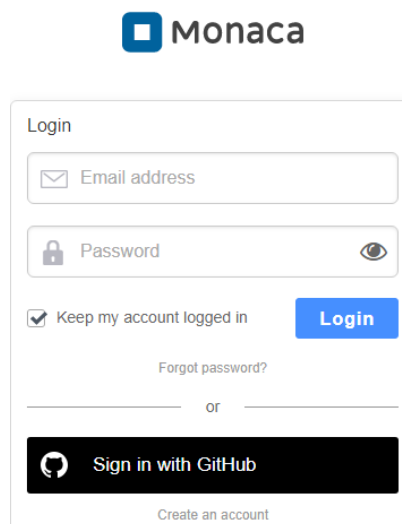 Monaca
Login
Email address
Password
Keep my account logged in
Login
Forgot password?
or
Sign in with GitHub
Create an account